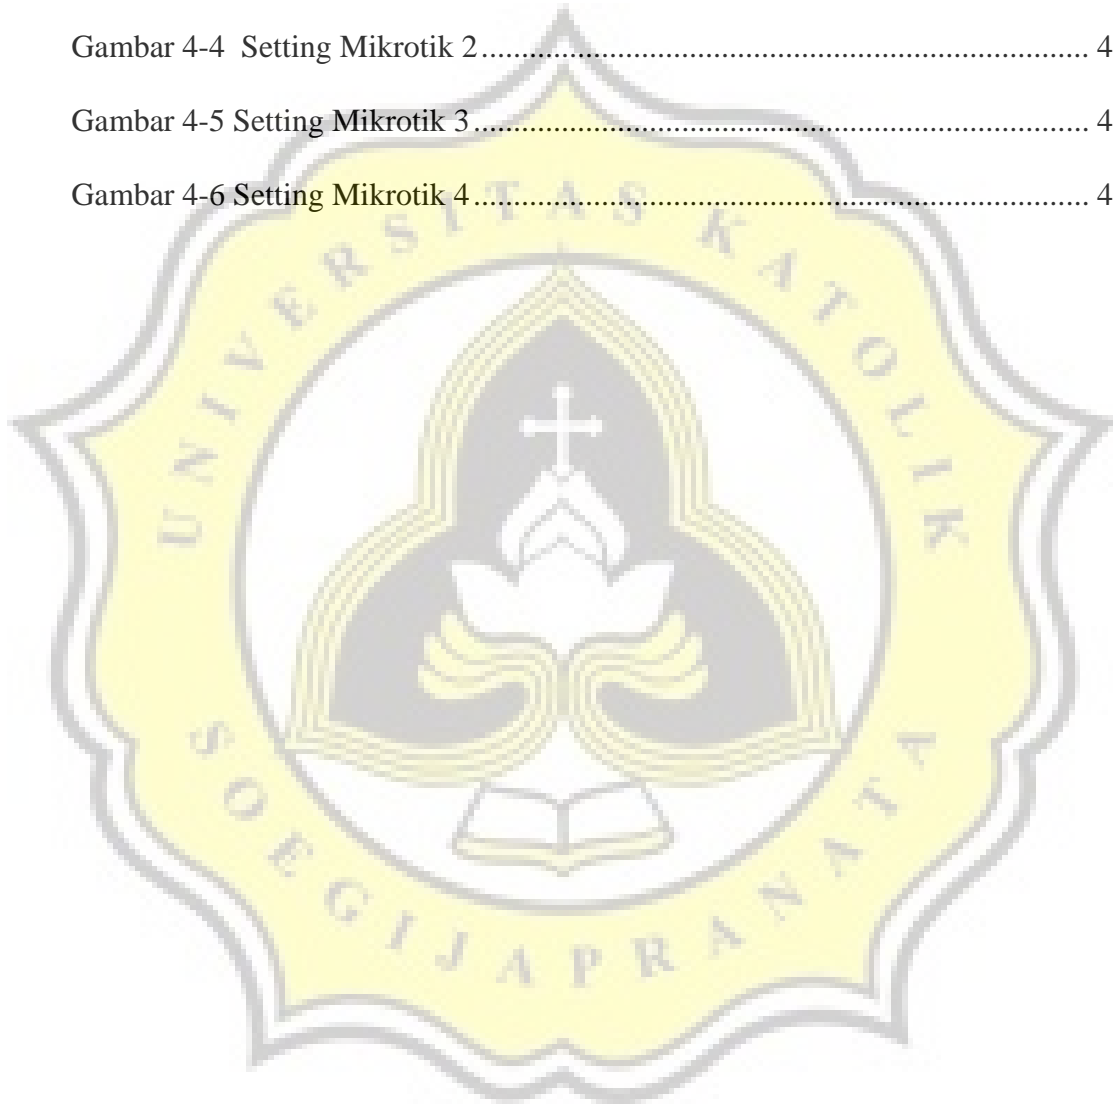 Gambar 4-4  Setting Mikrotik 2............................................................................. 4
Gambar 4-5 Setting Mikrotik 3.............................................................................. 4
Gambar 4-6 Setting Mikrotik 4.............................................................................. 4
UNIVERSITAS KATOLIK
SOEGIJAPRANATA